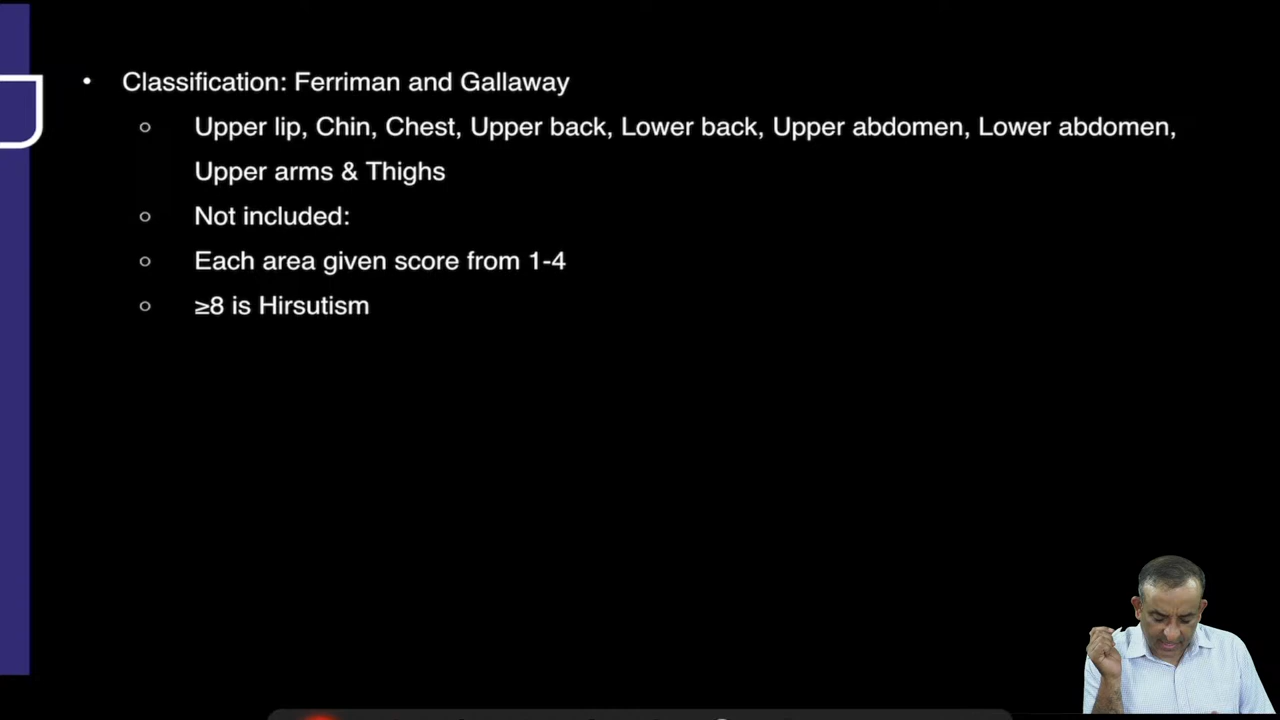 • Classification: Ferriman and Gallaway
○ Upper lip, Chin, Chest, Upper back, Lower back, Upper abdomen, Lower abdomen,
Upper arms & Thighs
○ Not included:
○ Each area given score from 1-4
○ ≥8 is Hirsutism